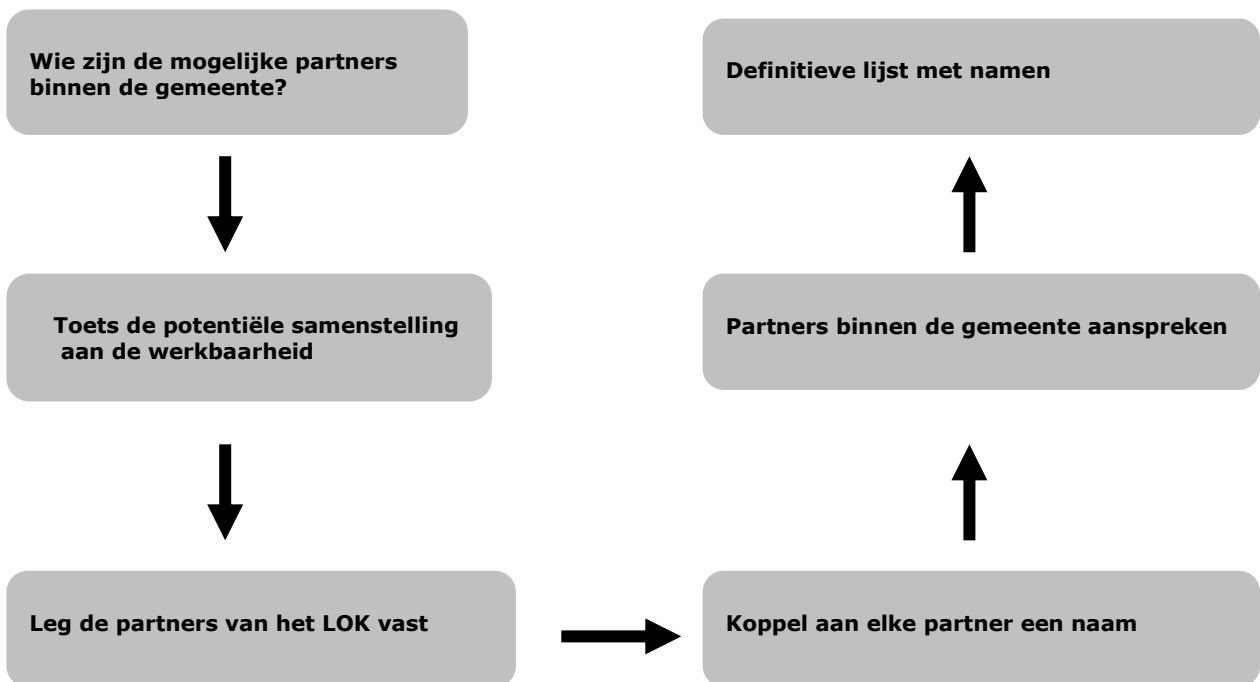 Wie zijn de mogelijke partners
binnen de gemeente?
Toets de potentiële samenstelling
aan de werkbaarheid
Leg de partners van het LOK vast
Koppel aan elke partner een naam
Partners binnen de gemeente aanspreken
Definitieve lijst met namen